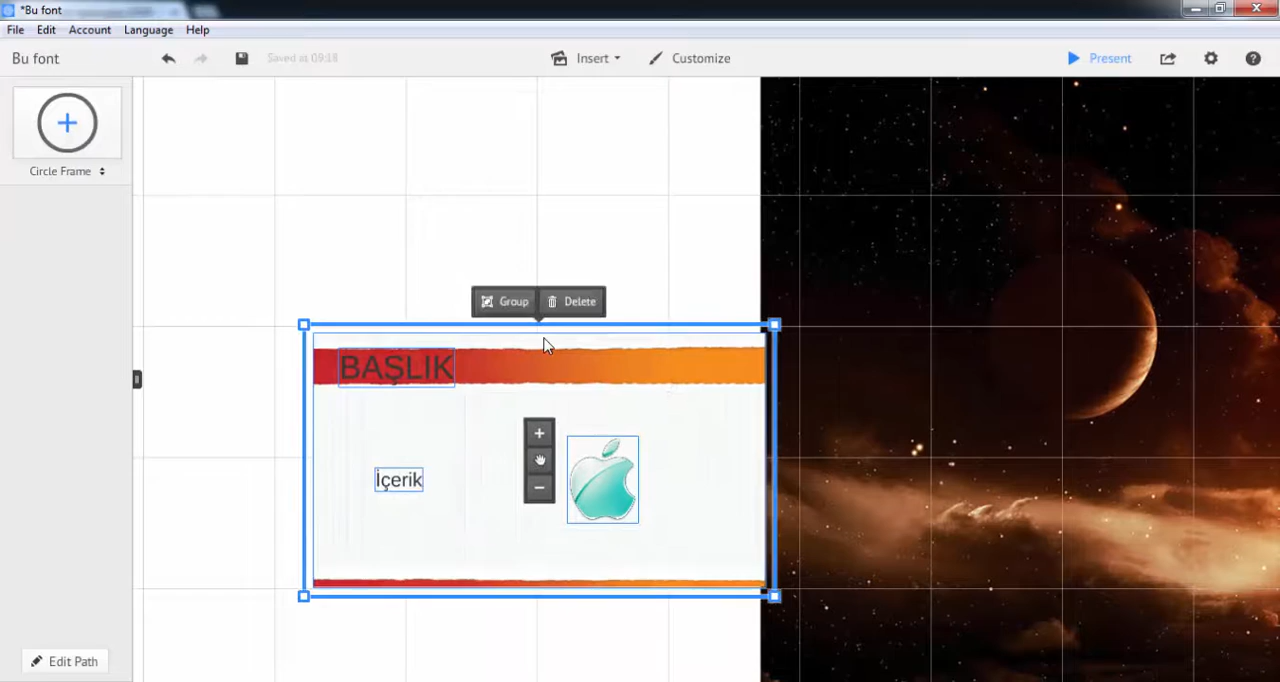 *Bu font
File Edit Account Language Help
Bu font Saved at 09:18 Insert Customize Present
Circle Frame
Group Delete
BAŞLIK
İçerik
Edit Path